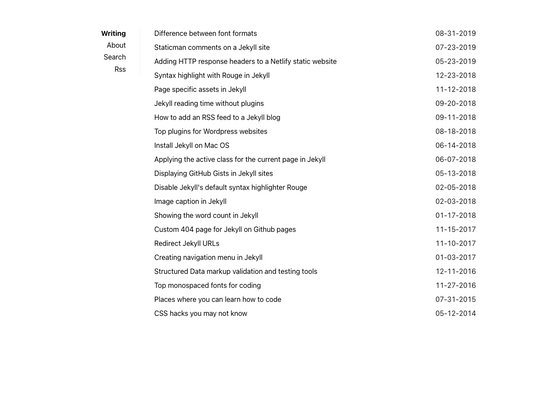 Writing
About
Search
Rss
Difference between font formats 08-31-2019
Staticman comments on a Jekyll site 07-23-2019
Adding HTTP response headers to a Netlify static website 05-23-2019
Syntax highlight with Rouge in Jekyll 12-23-2018
Page specific assets in Jekyll 11-12-2018
Jekyll reading time without plugins 09-20-2018
How to add an RSS feed to a Jekyll blog 09-11-2018
Top plugins for Wordpress websites 08-18-2018
Install Jekyll on Mac OS 06-14-2018
Applying the active class for the current page in Jekyll 06-07-2018
Displaying GitHub Gists in Jekyll sites 05-13-2018
Disable Jekyll's default syntax highlighter Rouge 02-05-2018
Image caption in Jekyll 02-03-2018
Showing the word count in Jekyll 01-17-2018
Custom 404 page for Jekyll on Github pages 11-15-2017
Redirect Jekyll URLs 11-10-2017
Creating navigation menu in Jekyll 01-03-2017
Structured Data markup validation and testing tools 12-11-2016
Top monospaced fonts for coding 11-27-2016
Places where you can learn how to code 07-31-2015
CSS hacks you may not know 05-12-2014